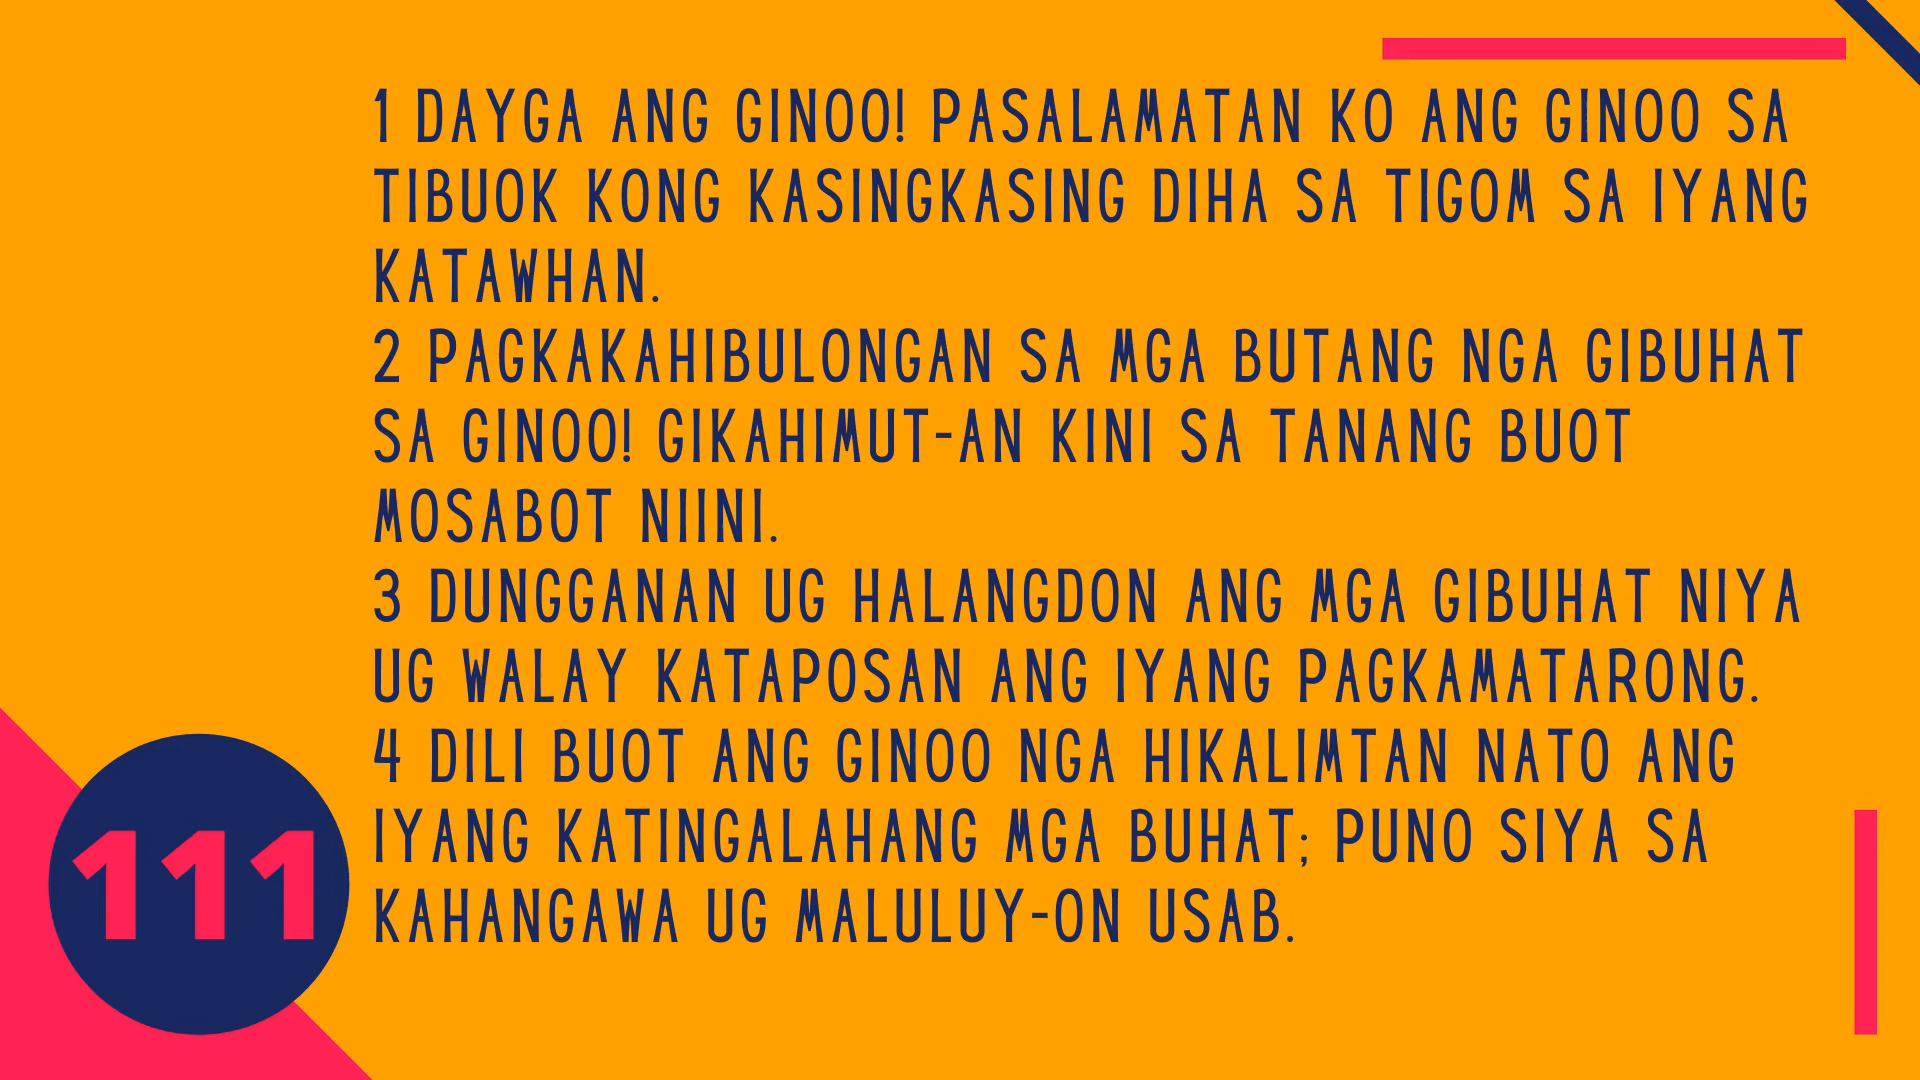 1 DAYGA ANG GINOO! PASALAMATAN KO ANG GINOO SA
TIBUOK KONG KASINGKASING DIHA SA TIGOM SA IYANG
KATAWHAN.
2 PAGKAKAHIBULONGAN SA MGA BUTANG NGA GIBUHAT
SA GINOO! GIKAHIMUT-AN KINI SA TANANG BUOT
MOSABOT NIINI.
3 DUNGGANAN UG HALANGDON ANG MGA GIBUHAT NIYA
UG WALAY KATAPOSAN ANG IYANG PAGKAMATARONG.
4 DILI BUOT ANG GINOO NGA HIKALIMTAN NATO ANG
IYANG KATINGALAHANG MGA BUHAT; PUNO SIYA SA
KAHANGAWA UG MALULUY-ON USAB.
111